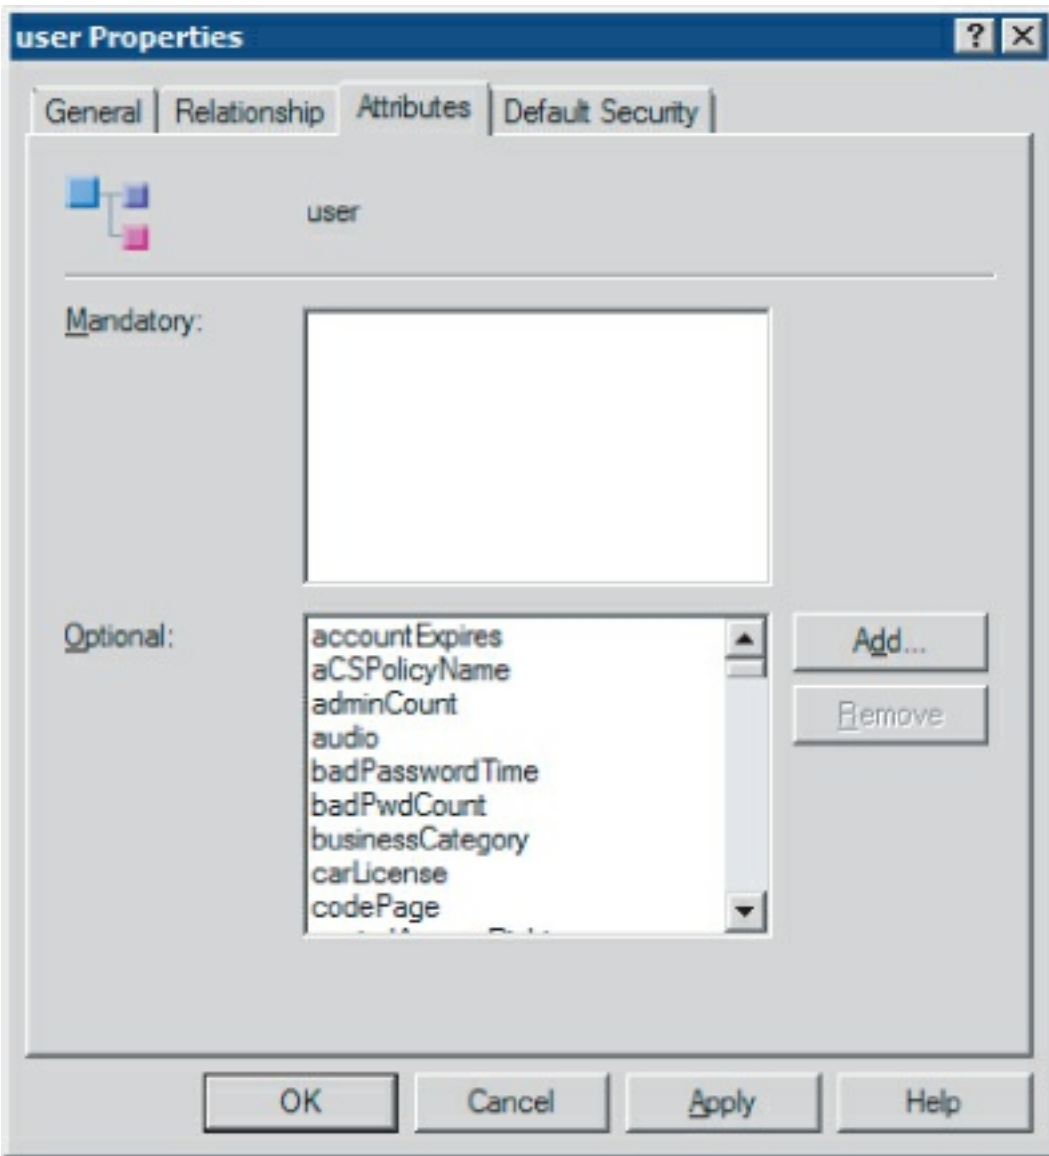 user Properties
General Relationship Attributes Default Security
user
Mandatory:
Optional:
accountExpires
aCSPolicyName
adminCount
audio
badPasswordTime
badPwdCount
businessCategory
carLicense
codePage
Add...
Remove
OK Cancel Apply Help